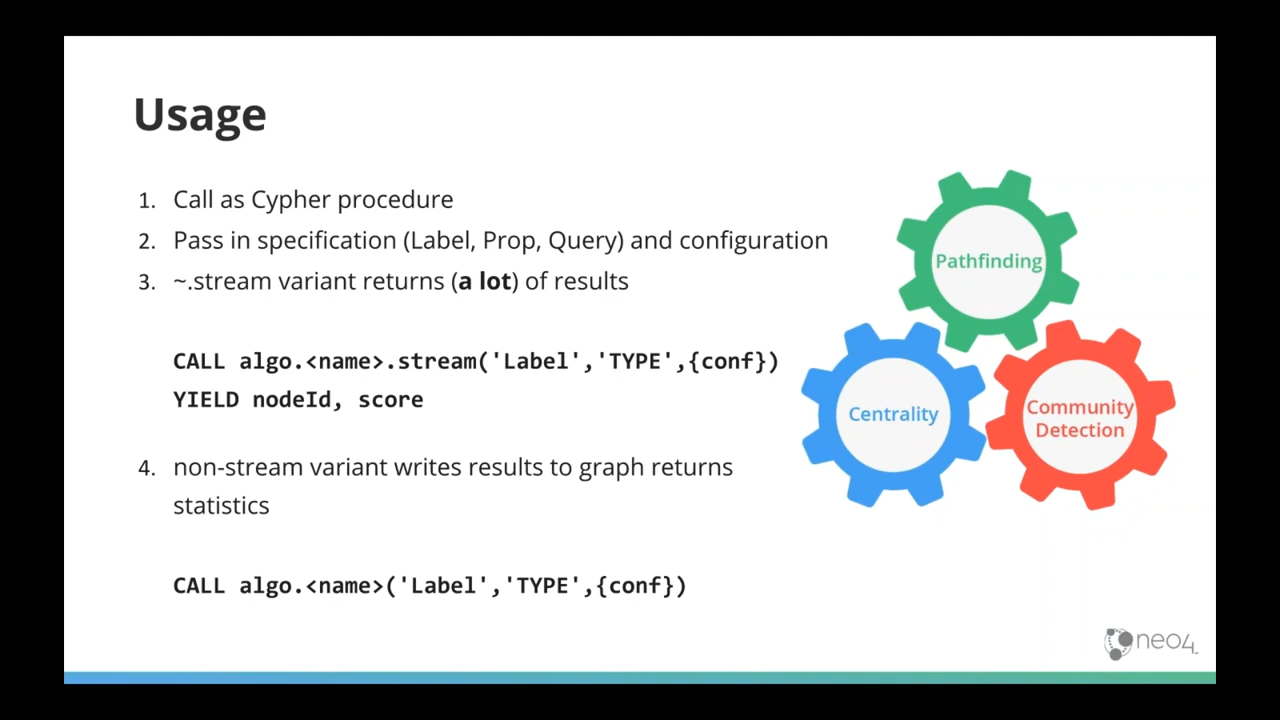 Usage
1. Call as Cypher procedure
2. Pass in specification (Label, Prop, Query) and configuration
3. ~.stream variant returns (a lot) of results
CALL algo.<name>.stream('Label','TYPE',{conf})
YIELD nodeId, score
4. non-stream variant writes results to graph returns
statistics
CALL algo.<name>('Label','TYPE',{conf})
Pathfinding
Centrality
Community
Detection
neo4j